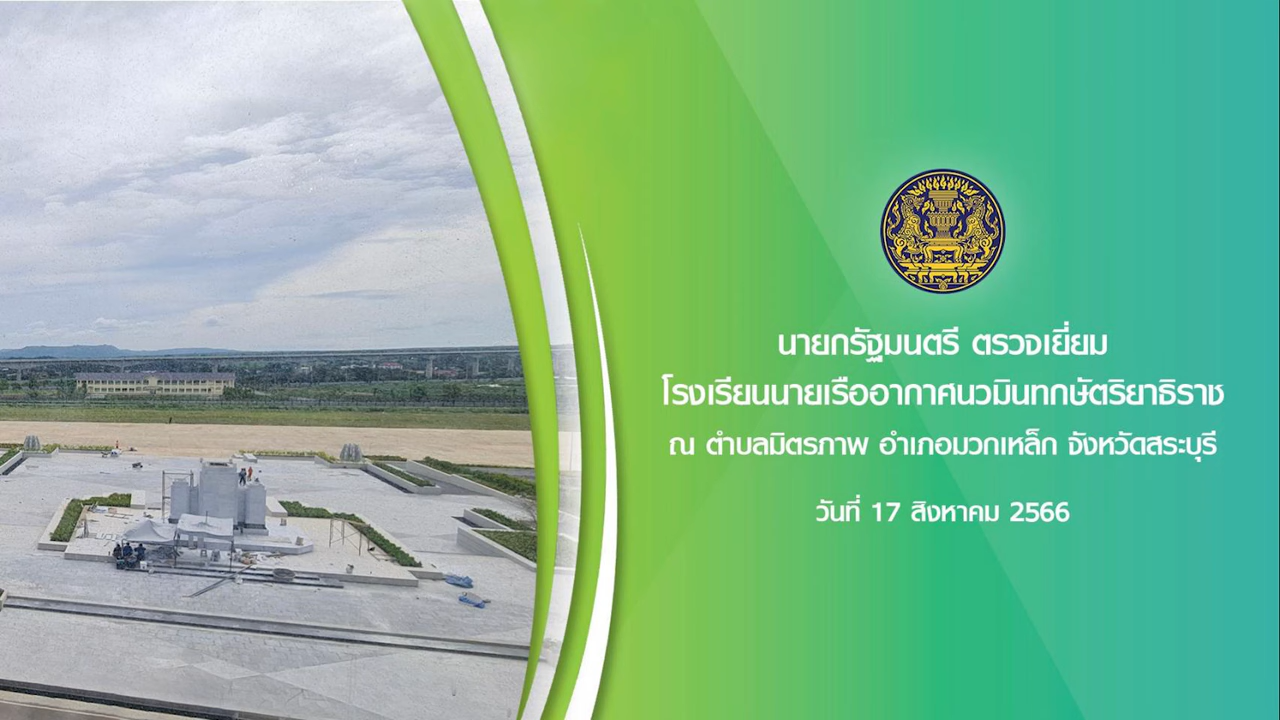 นายกรัฐมนตรี ตรวจเยี่ยม
โรงเรียนนายเรืออากาศนวมินทกษัตริยาธิราช
ณ ตำบลมิตรภาพ อำเภอมวกเหล็ก จังหวัดสระบุรี
วันที่ 17 สิงหาคม 2566